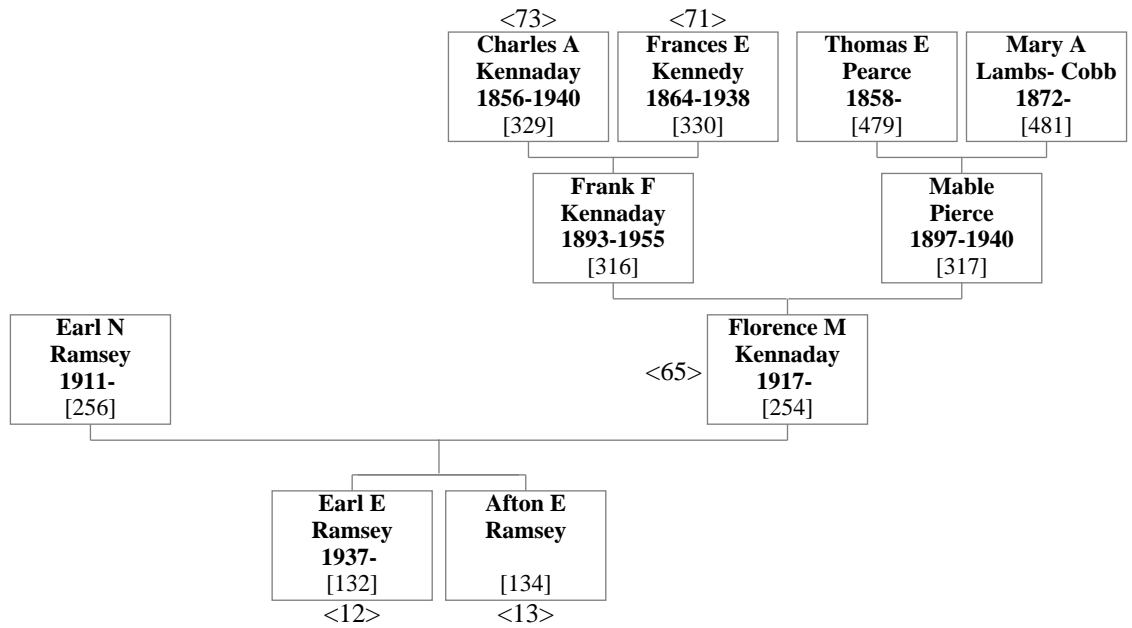 <73>
Charles A
Kennaday
1856-1940
[329]
<71>
Frances E
Kennedy
1864-1938
[330]
Thomas E
Pearce
1858-
[479]
Mary A
Lambs- Cobb
1872-
[481]
Frank F
Kennaday
1893-1955
[316]
Mable
Pierce
1897-1940
[317]
Earl N
Ramsey
1911-
[256]
<65>
Florence M
Kennaday
1917-
[254]
Earl E
Ramsey
1937-
[132]
<12>
Afton E
Ramsey
[134]
<13>